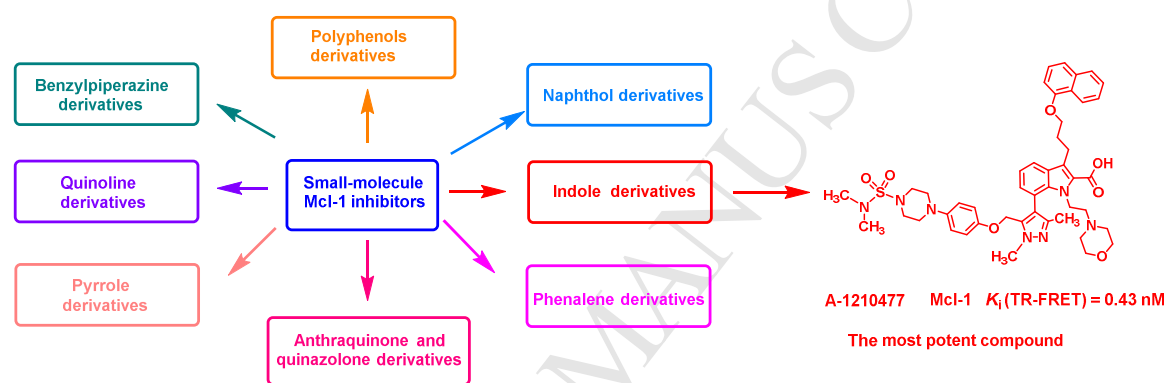 Polyphenols
derivatives
Benzylpiperazine
derivatives
Naphthol derivatives
Quinoline
derivatives
Small-molecule
Mcl-1 inhibitors
Indole derivatives
Pyrrole
derivatives
Phenalene derivatives
Anthraquinone and
quinazolone derivatives
O
OH
O
O
O
S
N
N
H₃C
N
CH₃
N
O
N
CH₃
N
N
H₃C
N
O
A-1210477 Mcl-1 Ki (TR-FRET) = 0.43 nM
The most potent compound
MANUS C